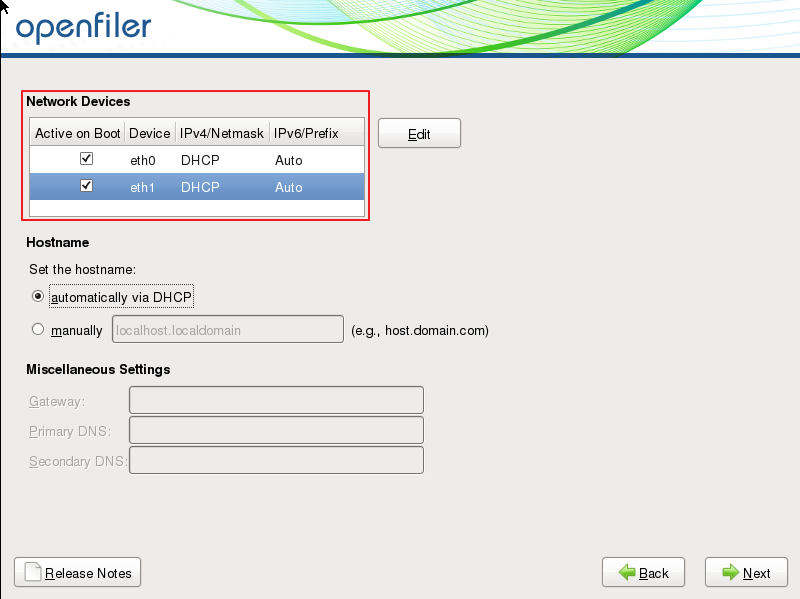 openfiler
Network Devices
Active on Boot Device IPv4/Netmask IPv6/Prefix
Edit
eth0 DHCP Auto
eth1 DHCP Auto
Hostname
Set the hostname:
automatically via DHCP
manually localhost.localdomain (e.g., host.domain.com)
Miscellaneous Settings
Gateway:
Primary DNS:
Secondary DNS:
Release Notes Back Next